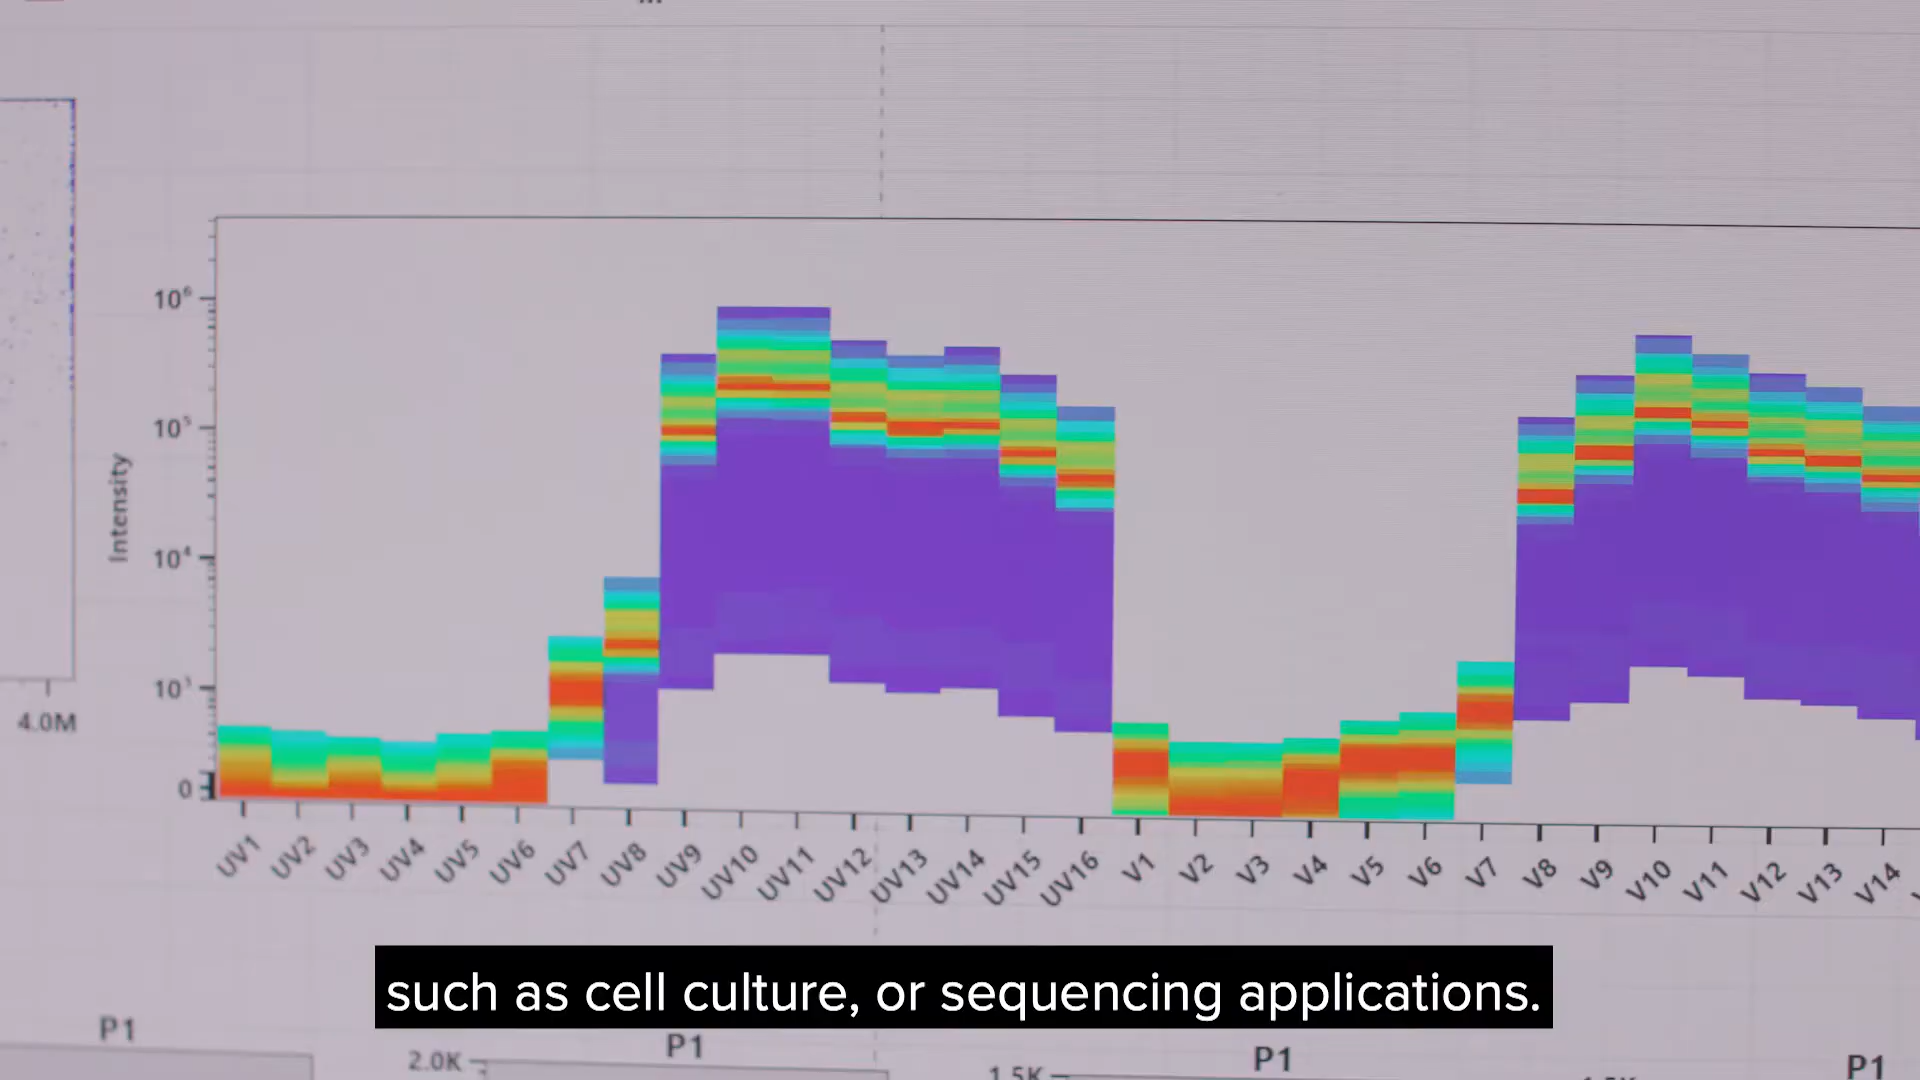 10⁶
10⁵
10⁴
10³
0
Intensity
4.0M
UV1 UV2 UV3 UV4 UV5 UV6 UV7 UV8 UV9 UV10 UV11 UV12 UV13 UV14 UV15 UV16 V1 V2 V3 V4 V5 V6 V7 V8 V9 V10 V11 V12 V13 V14
such as cell culture, or sequencing applications.
P1 P1 P1 P1
2.0K 1.5K